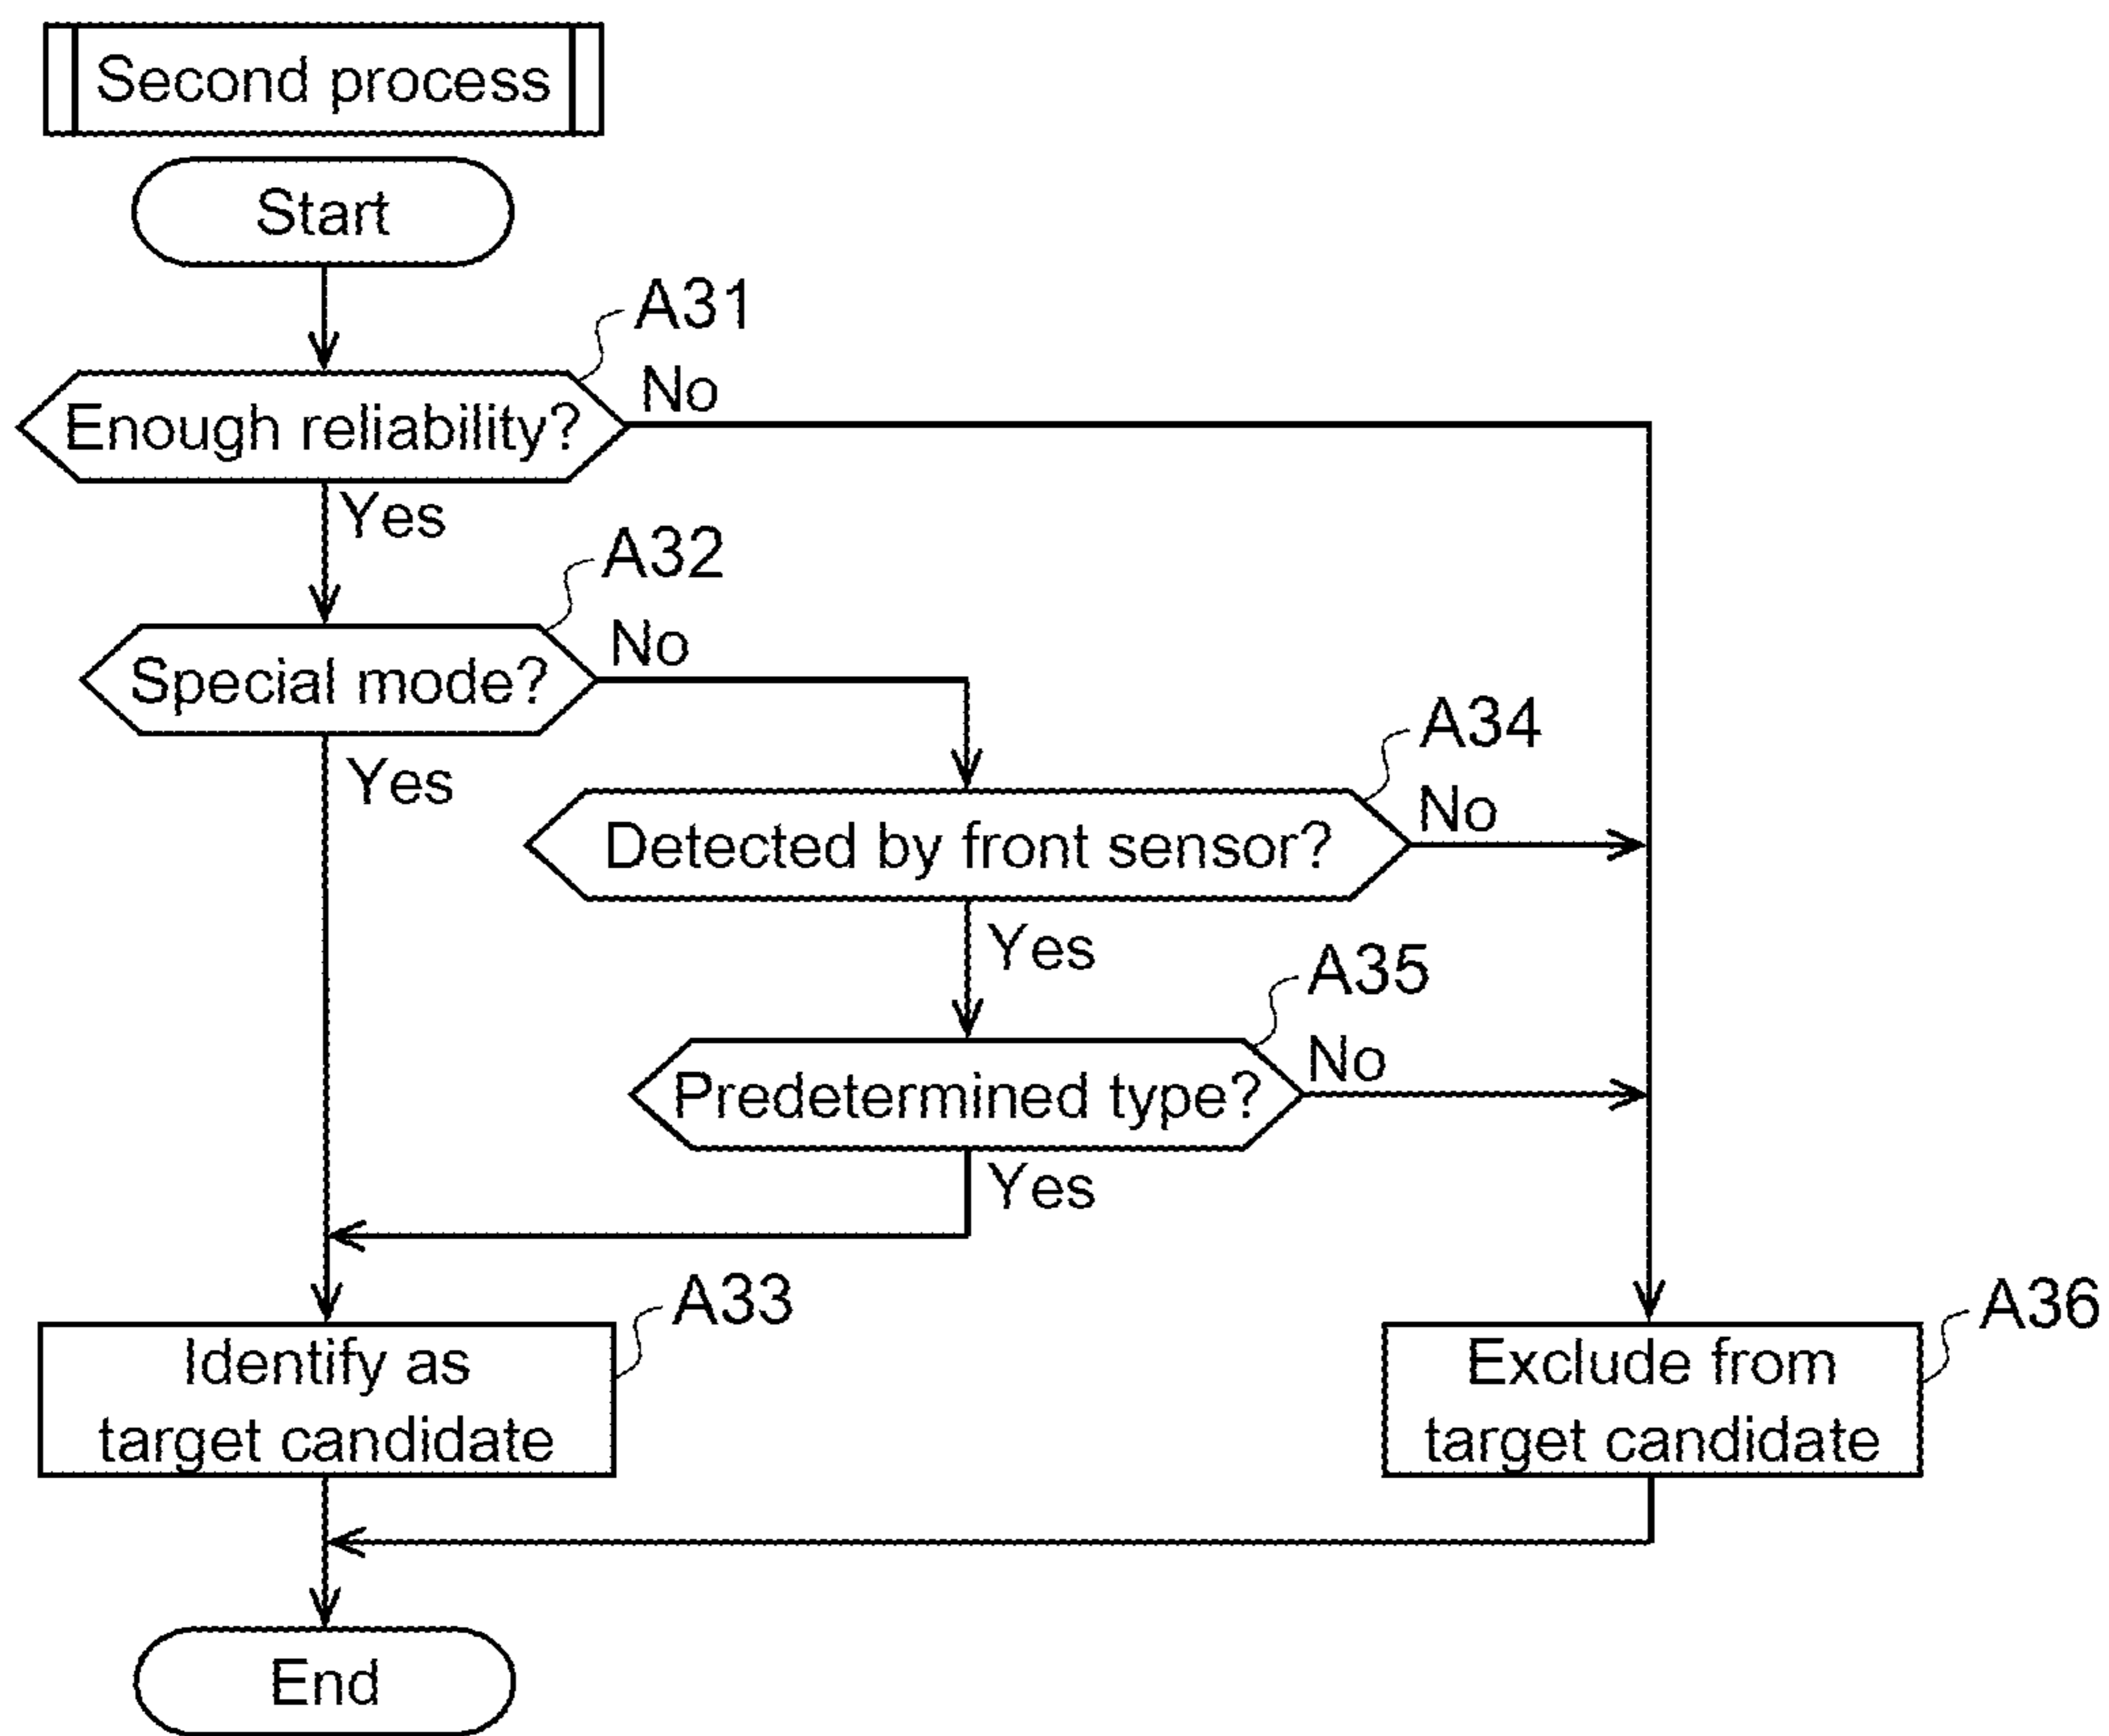 Second process
Start
A31
Enough reliability?
No
Yes
A32
Special mode?
No
Yes
A34
Detected by front sensor?
No
Yes
A35
Predetermined type?
No
Yes
A33
Identify as
target candidate
A36
Exclude from
target candidate
End